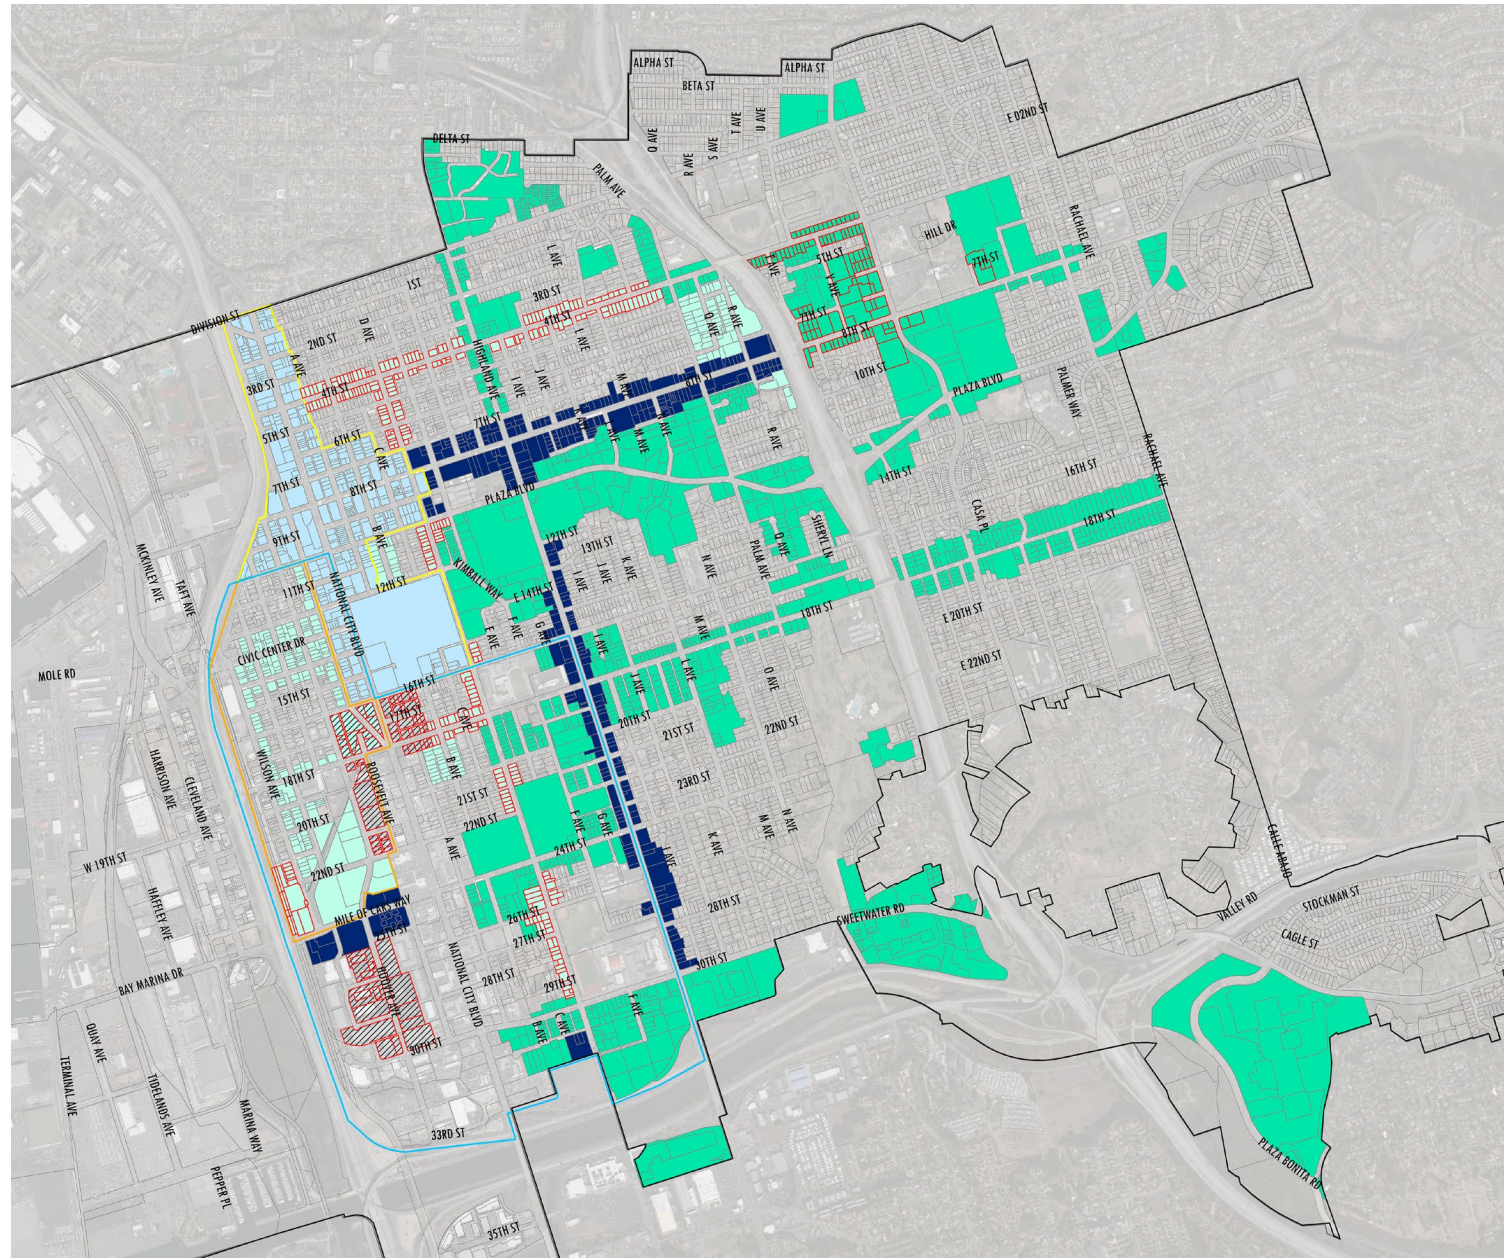 ALPHA ST
ALPHA ST
BETA ST
DELTA ST
Q AVE
R AVE
S AVE
T AVE
U AVE
E 02ND ST
PALM AVE
HILL DR
RACHAEL AVE
L AVE
1ST
5TH ST
V AVE
7TH ST
3RD ST
4TH ST
DIVISION ST
2ND ST
D AVE
A AVE
3RD ST
4TH ST
HIGHLAND AVE
I AVE
J AVE
L AVE
Q AVE
R AVE
7TH ST
8TH ST
10TH ST
PLAZA BLVD
PALMER WAY
5TH ST
6TH ST
C AVE
7TH ST
K AVE
L AVE
M AVE
M AVE
N AVE
8TH ST
R AVE
7TH ST
8TH ST
PLAZA BLVD
14TH ST
16TH ST
RACHAEL AVE
CASA PL
18TH ST
9TH ST
B AVE
12TH ST
13TH ST
SHERYL LN
MCKINLEY AVE
TAFT AVE
11TH ST
NATIONAL CITY BLVD
12TH ST
KIMBALL WAY
E 14TH ST
I AVE
J AVE
K AVE
N AVE
PALM AVE
O AVE
E AVE
F AVE
G AVE
18TH ST
M AVE
E 20TH ST
E 22ND ST
CIVIC CENTER DR
MOLE RD
15TH ST
16TH ST
17TH ST
C AVE
I AVE
J AVE
L AVE
O AVE
20TH ST
21ST ST
22ND ST
HARRISON AVE
CLEVELAND AVE
WILSON AVE
18TH ST
ROOSEVELT AVE
B AVE
21ST ST
22ND ST
23RD ST
20TH ST
A AVE
F AVE
G AVE
24TH ST
K AVE
M AVE
N AVE
W 19TH ST
HAFFLEY AVE
22ND ST
MILE OF CARS WAY
26TH ST
27TH ST
28TH ST
SWEETWATER RD
CALLE ABAJO
VALLEY RD
STOCKMAN ST
CAGLE ST
BAY MARINA DR
HOOVER AVE
NATIONAL CITY BLVD
28TH ST
29TH ST
30TH ST
QUAY AVE
TERMINAL AVE
TIDELANDS AVE
MARINA WAY
30TH ST
B AVE
C AVE
F AVE
33RD ST
PEPPER PL
35TH ST
PLAZA BONITA RD